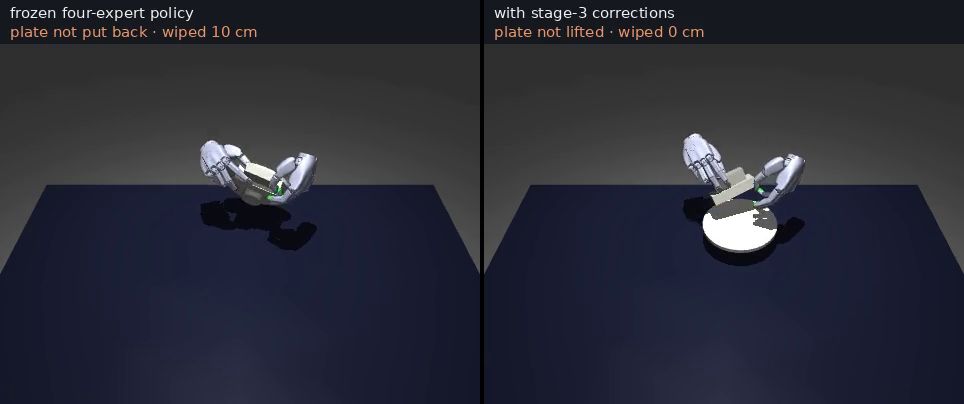 frozen four-expert policy
plate not put back · wiped 10 cm
with stage-3 corrections
plate not lifted · wiped 0 cm